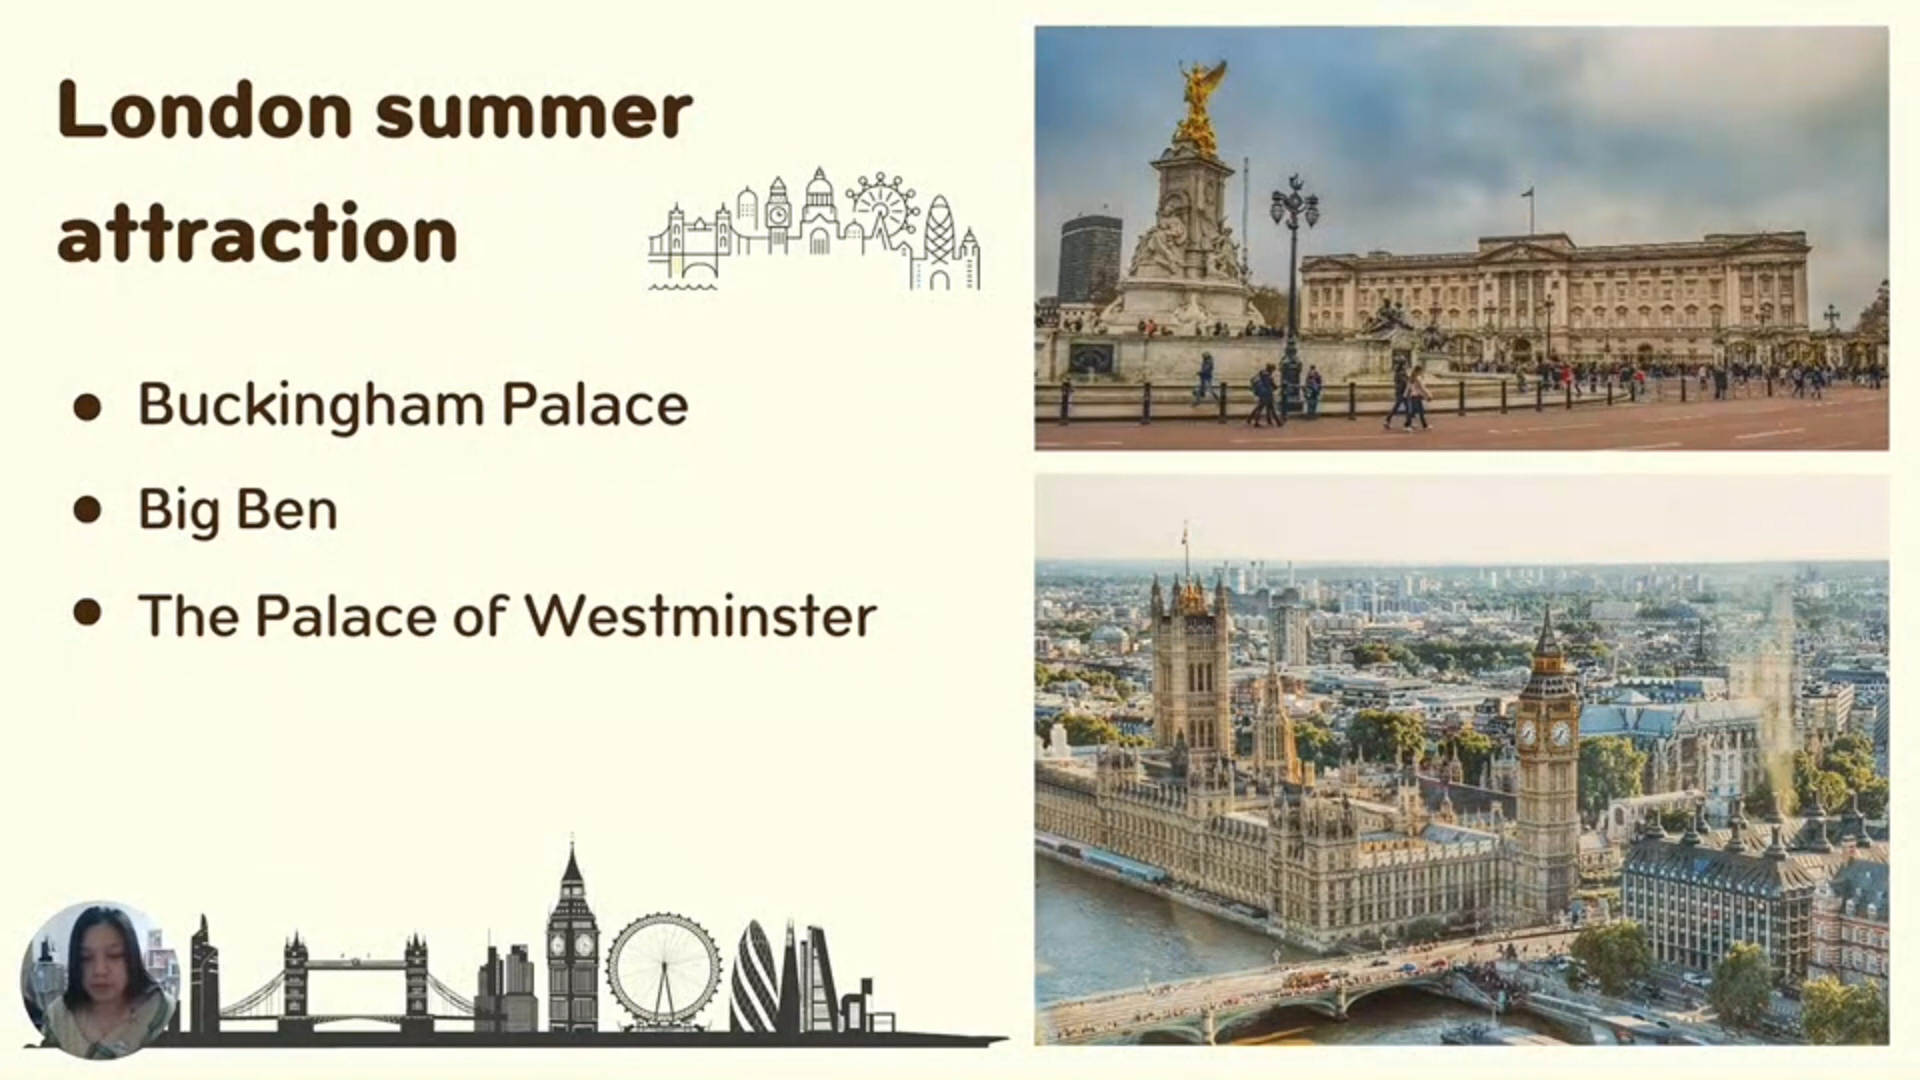 London summer
attraction
Buckingham Palace
Big Ben
The Palace of Westminster